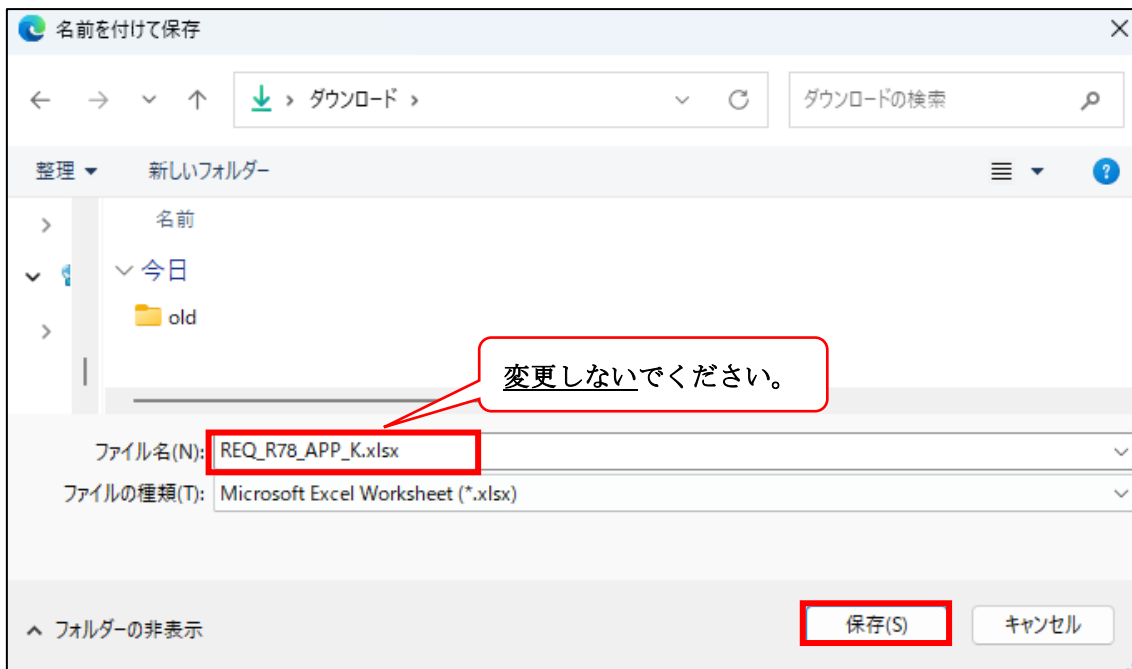 名前を付けて保存
ダウンロード
ダウンロードの検索
整理 新しいフォルダー
名前
今日
old
変更しないでください。
ファイル名(N): REQ_R78_APP_K.xlsx
ファイルの種類(T): Microsoft Excel Worksheet (*.xlsx)
フォルダーの非表示 保存(S) キャンセル